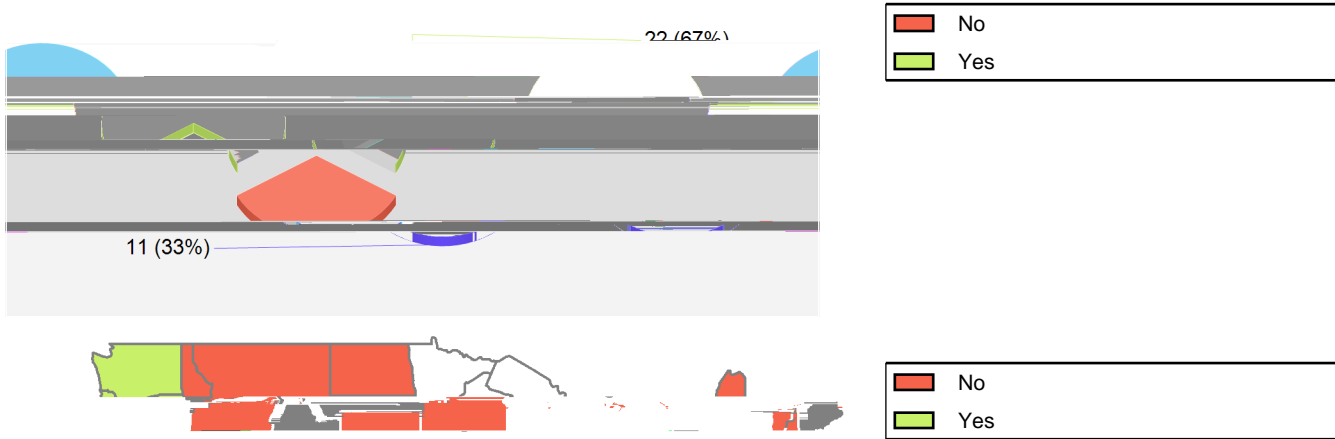 22 (67%)
No
Yes
11 (33%)
No
Yes